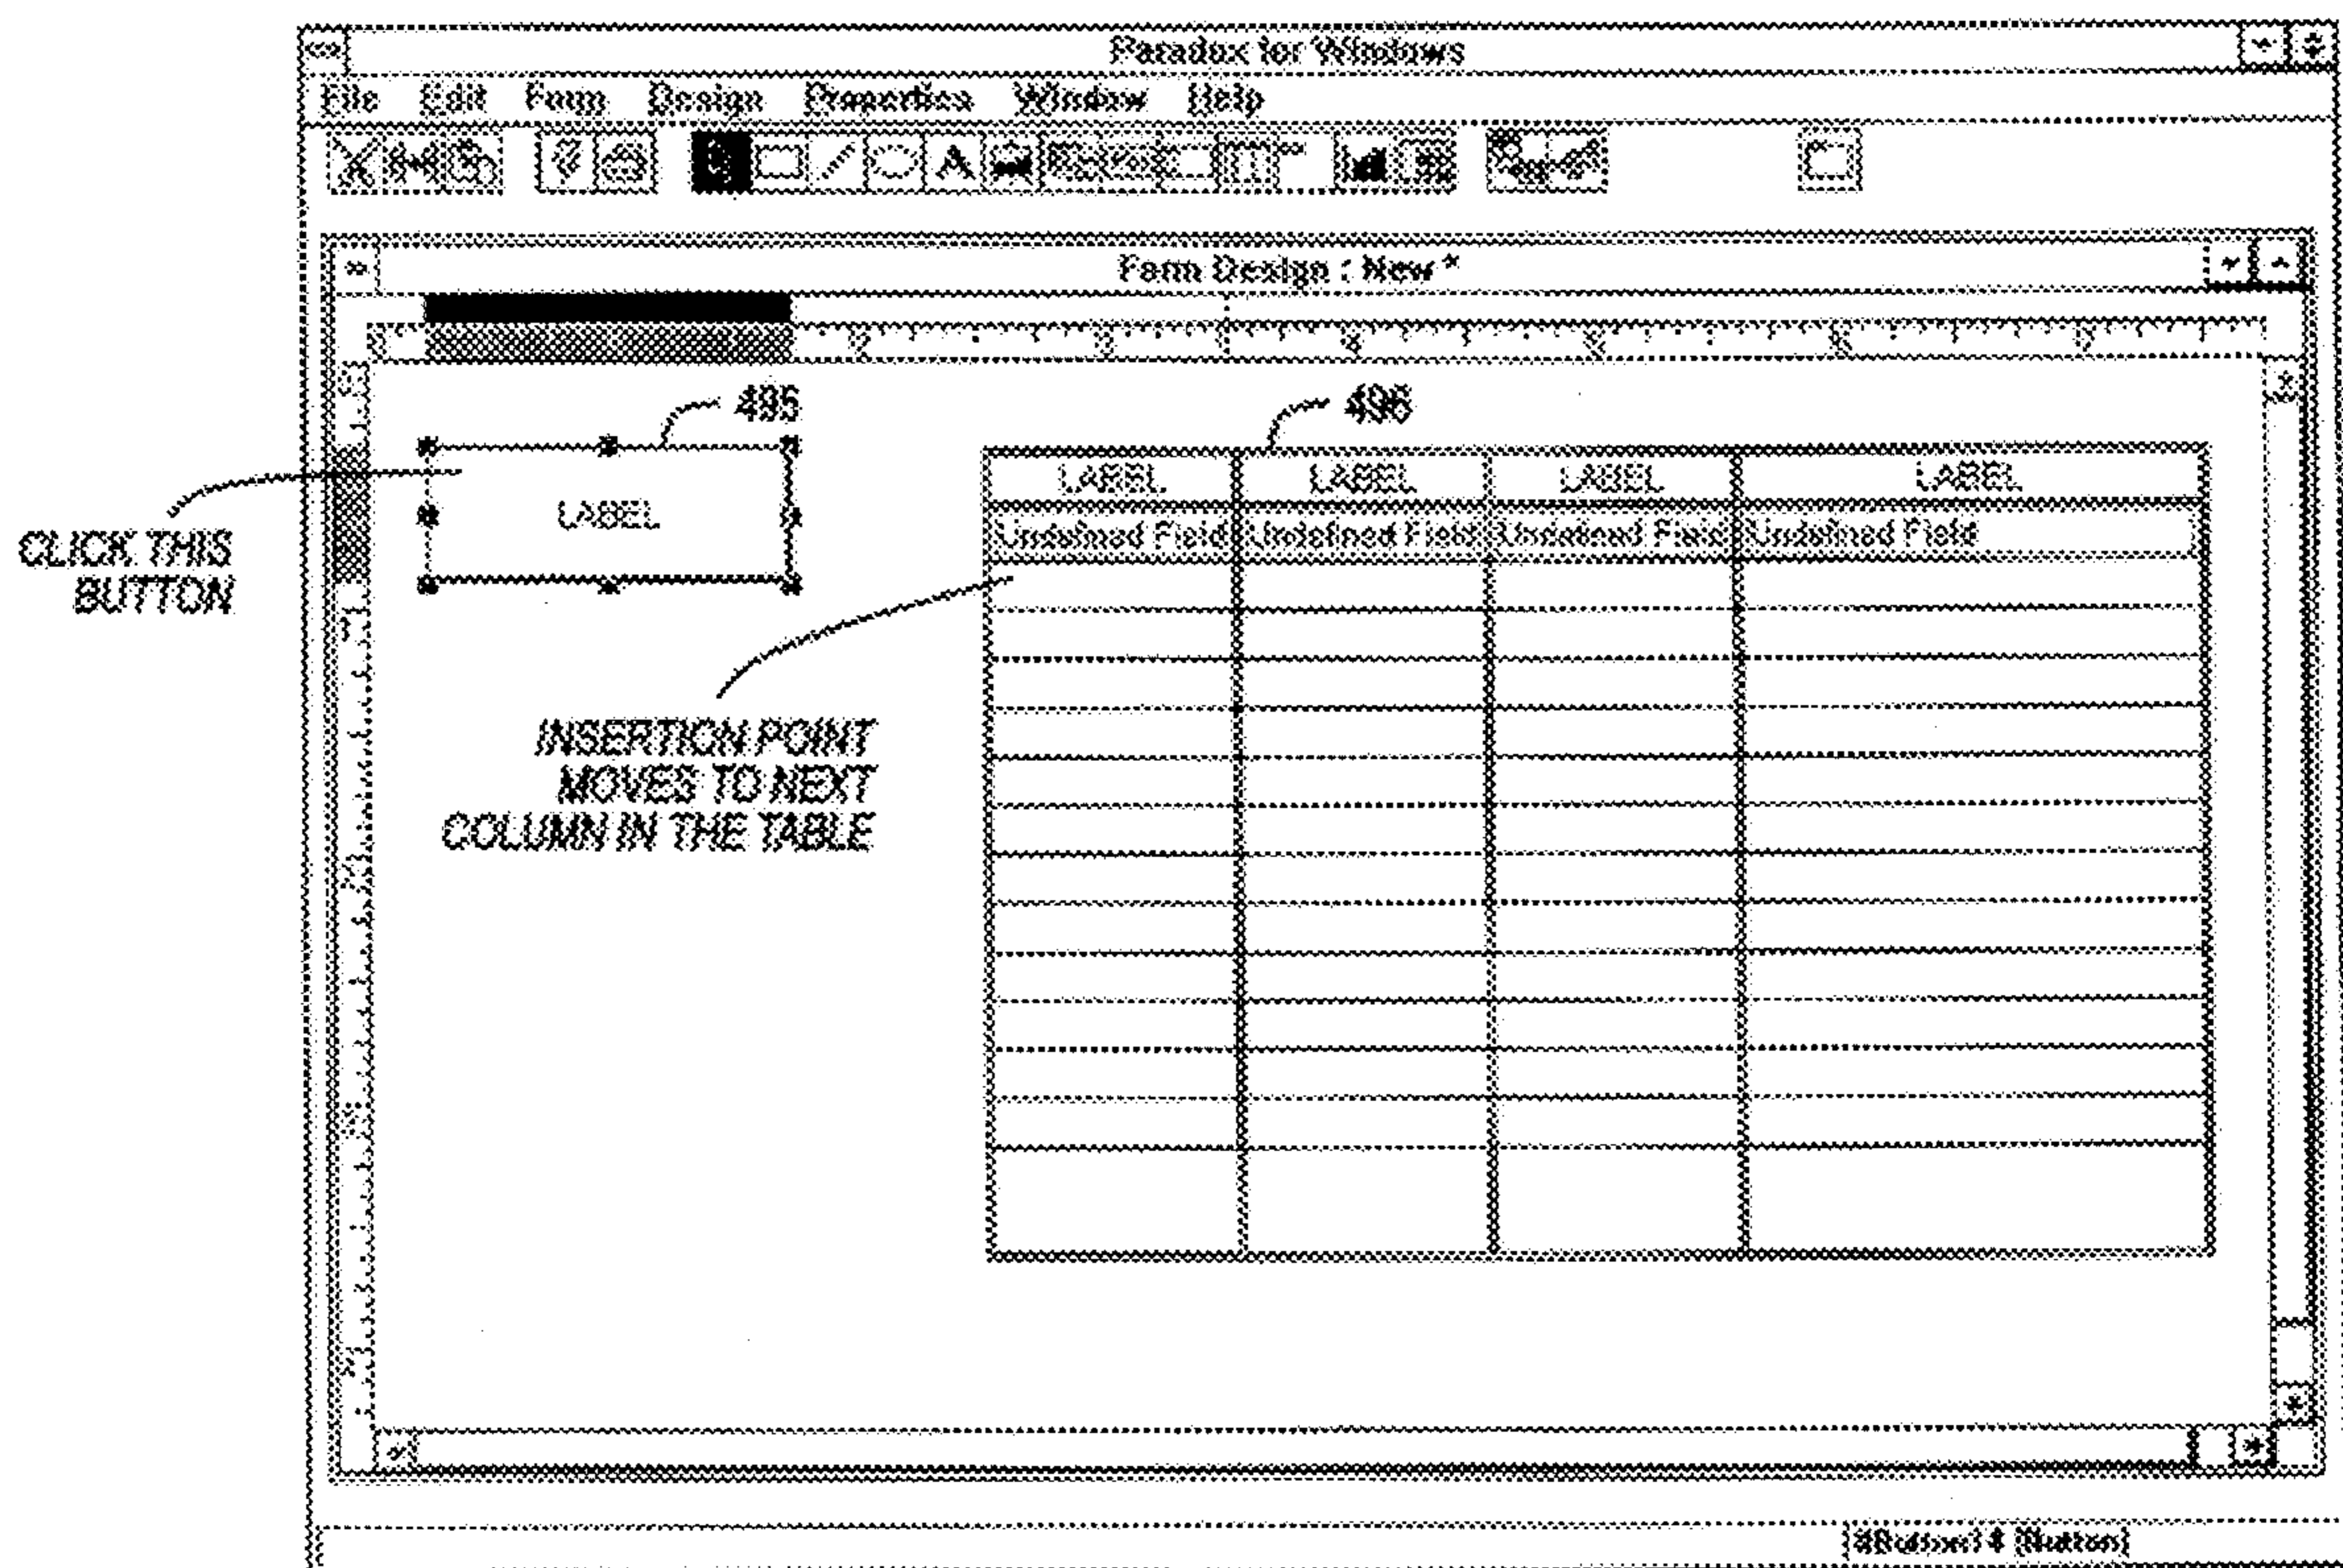 Paradox for Windows
File Edit Form Design Properties Window Help
Form Design : New *
495 496
LABEL LABEL LABEL LABEL
LABEL
Undefined Field Undefined Field Undefined Field Undefined Field
CLICK THIS
BUTTON
INSERTION POINT
MOVES TO NEXT
COLUMN IN THE TABLE